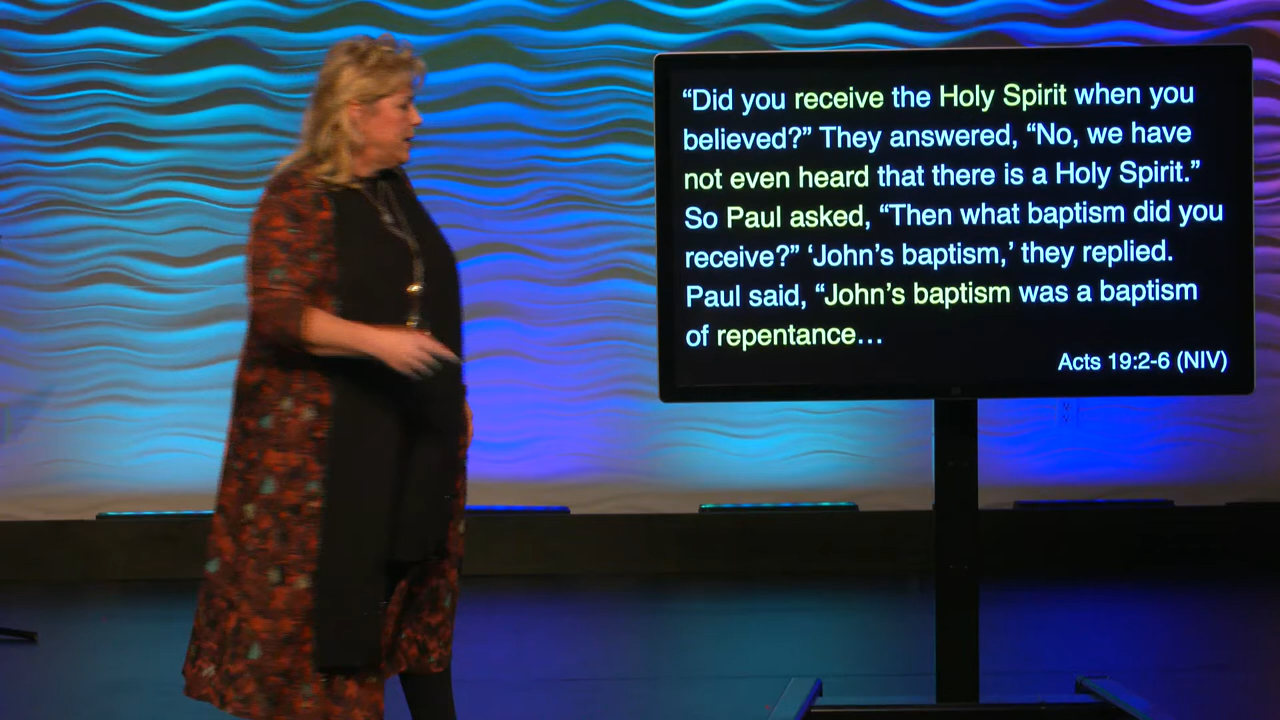 “Did you receive the Holy Spirit when you
believed?” They answered, “No, we have
not even heard that there is a Holy Spirit.”
So Paul asked, “Then what baptism did you
receive?” ‘John’s baptism,’ they replied.
Paul said, “John’s baptism was a baptism
of repentance…
Acts 19:2-6 (NIV)